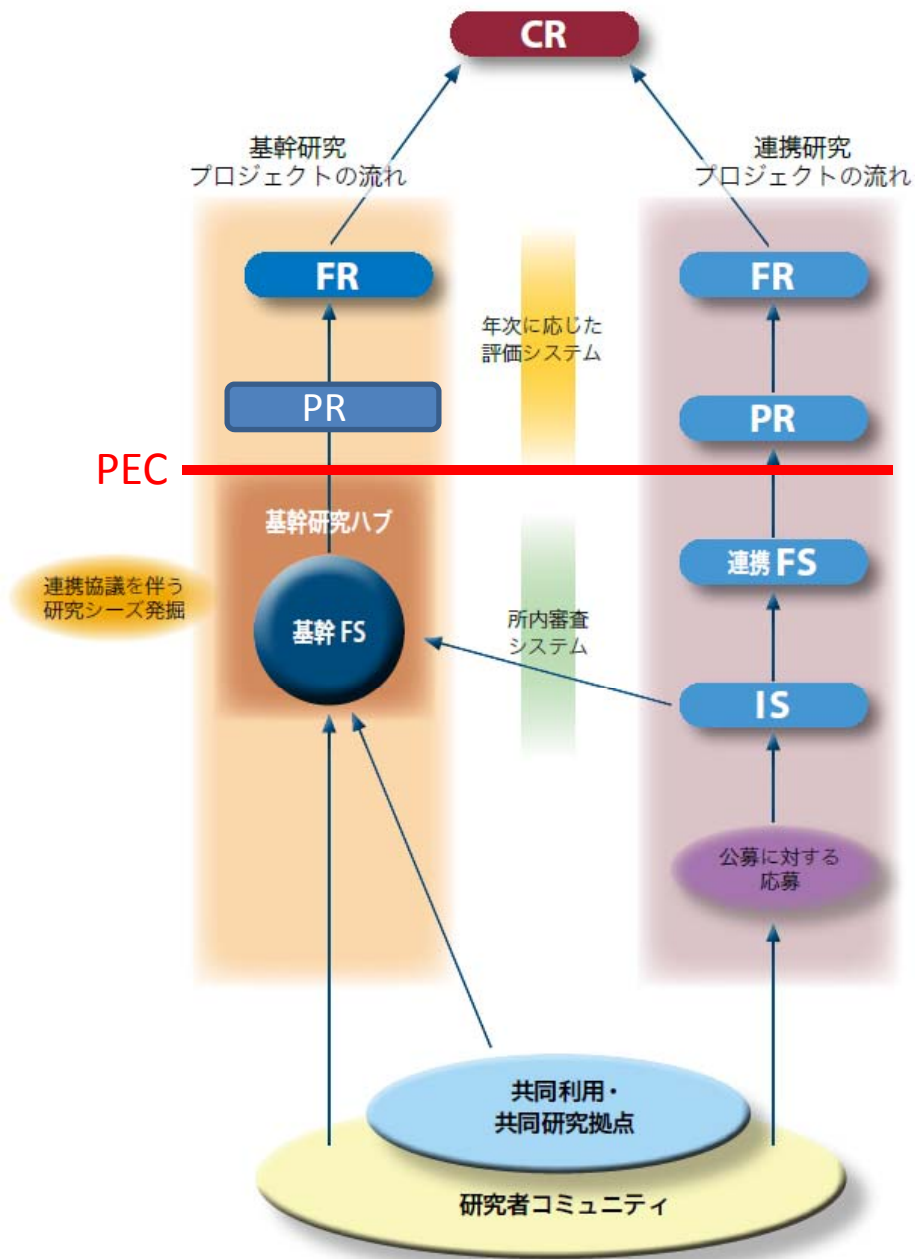 CR
基幹研究
プロジェクトの流れ
連携研究
プロジェクトの流れ
FR
FR
年次に応じた
評価システム
PR
PR
PEC
基幹研究ハブ
連携協議を伴う
研究シーズ発掘
基幹 FS
所内審査
システム
連携 FS
IS
公募に対する
応募
共同利用・
共同研究拠点
研究者コミュニティ